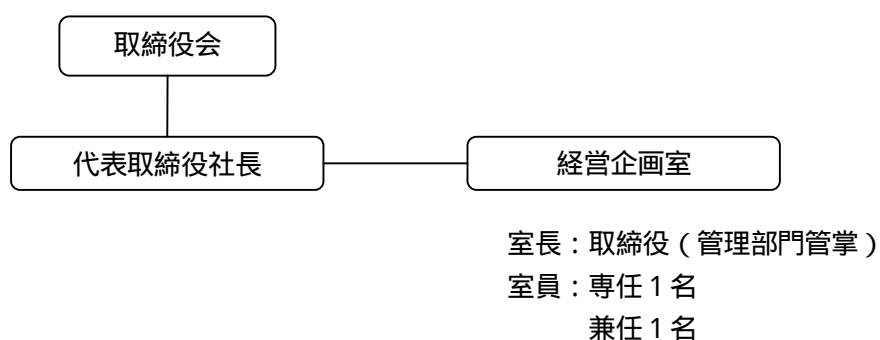 取締役会
代表取締役社長
経営企画室
室長：取締役（管理部門管掌）
室員：専任１名
兼任１名